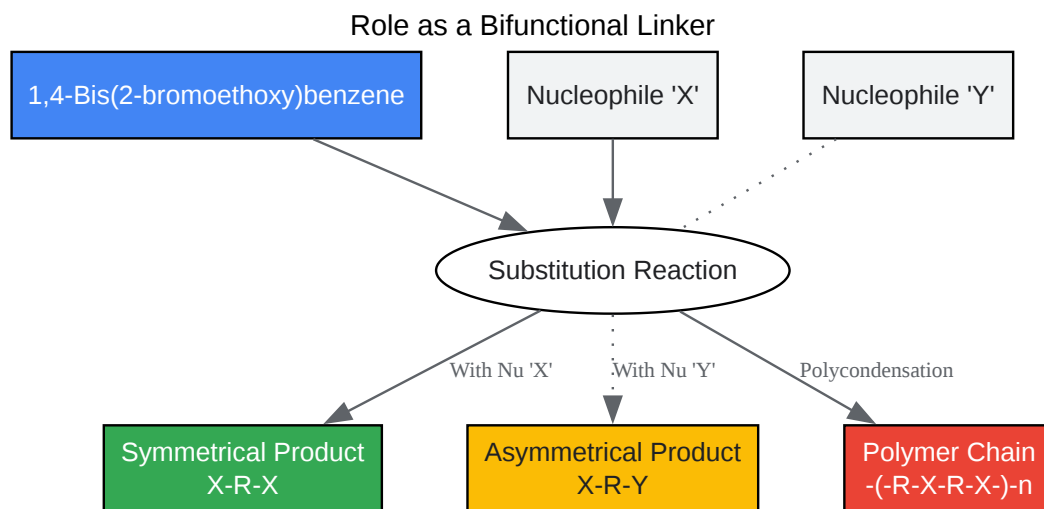 Role as a Bifunctional Linker
1,4-Bis(2-bromoethoxy)benzene
Nucleophile 'X'
Nucleophile 'Y'
Substitution Reaction
With Nu 'X'
With Nu 'Y'
Polycondensation
Symmetrical Product
X-R-X
Asymmetrical Product
X-R-Y
Polymer Chain
-(-R-X-R-X-)-n